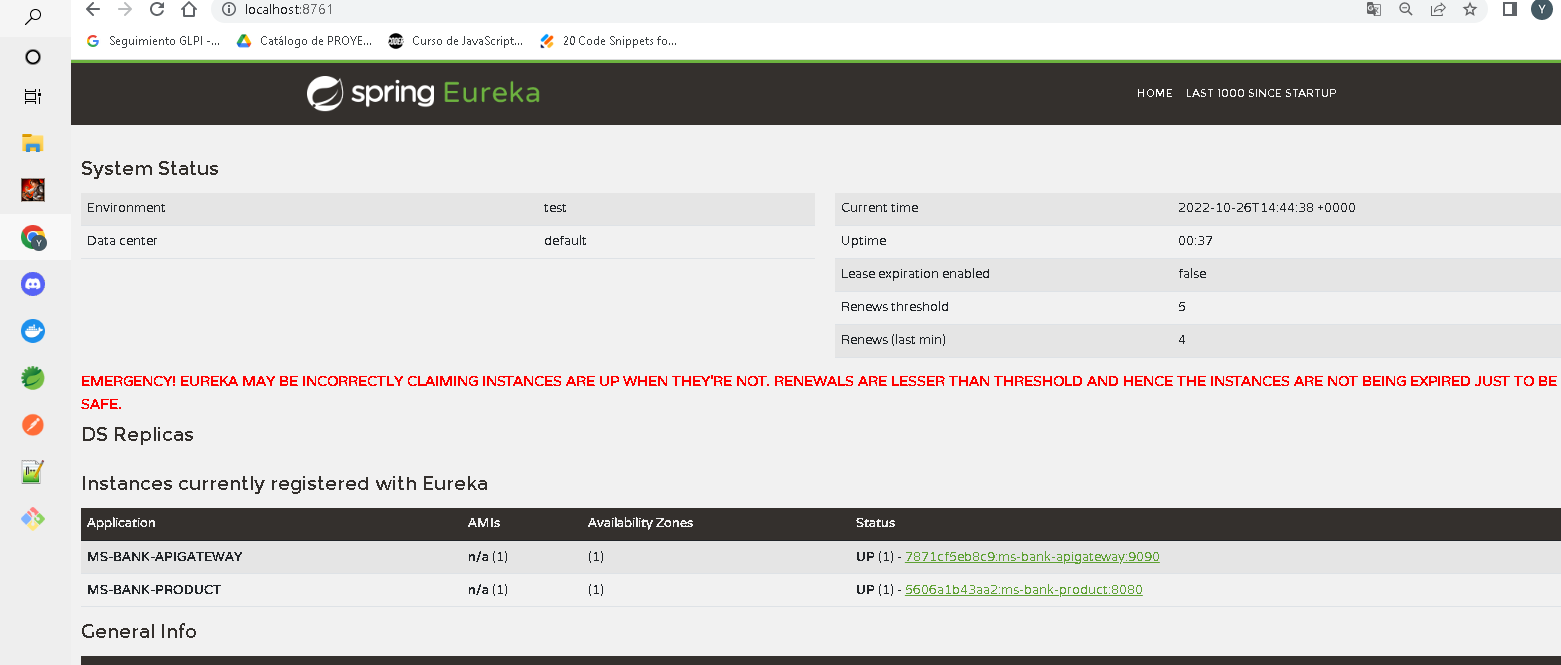 localhost:8761
Seguimiento GLPI -... Catálogo de PROYE... Curso de JavaScript... 20 Code Snippets fo...
spring Eureka HOME LAST 1000 SINCE STARTUP
System Status
Environment test Current time 2022-10-26T14:44:38 +0000
Data center default Uptime 00:37
Lease expiration enabled false
Renews threshold 5
Renews (last min) 4
EMERGENCY! EUREKA MAY BE INCORRECTLY CLAIMING INSTANCES ARE UP WHEN THEY'RE NOT. RENEWALS ARE LESSER THAN THRESHOLD AND HENCE THE INSTANCES ARE NOT BEING EXPIRED JUST TO BE
SAFE.
DS Replicas
Instances currently registered with Eureka
Application AMIs Availability Zones Status
MS-BANK-APIGATEWAY n/a (1) (1) UP (1) - 7871cf5eb8c9:ms-bank-apigateway:9090
MS-BANK-PRODUCT n/a (1) (1) UP (1) - 6606a1b43aa2:ms-bank-product:8080
General Info